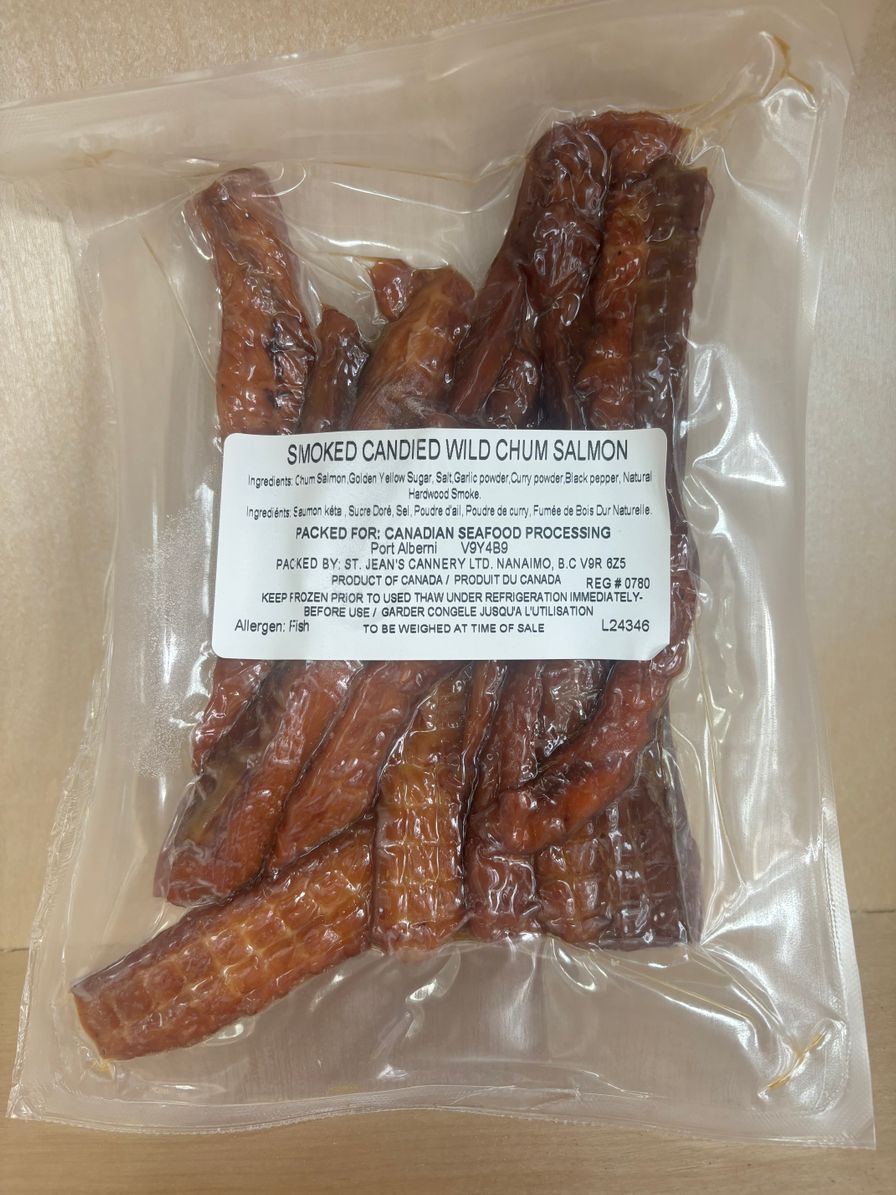 SMOKED CANDIED WILD CHUM SALMON
Ingredients: Chum Salmon,Golden Yellow Sugar, Salt,Garlic powder,Curry powder,Black pepper, Natural
Hardwood Smoke.
Ingrediénts: Saumon kéta , Sucre Doré, Sel, Poudre d'ail, Poudre de curry, Fumée de Bois Dur Naturelle.
PACKED FOR: CANADIAN SEAFOOD PROCESSING
Port Alberni V9Y4B9
PACKED BY: ST. JEAN'S CANNERY LTD. NANAIMO, B.C V9R 6Z5
PRODUCT OF CANADA / PRODUIT DU CANADA REG # 0780
KEEP FROZEN PRIOR TO USED THAW UNDER REFRIGERATION IMMEDIATELY-
BEFORE USE / GARDER CONGELE JUSQU'A L'UTILISATION
Allergen: Fish TO BE WEIGHED AT TIME OF SALE L24346